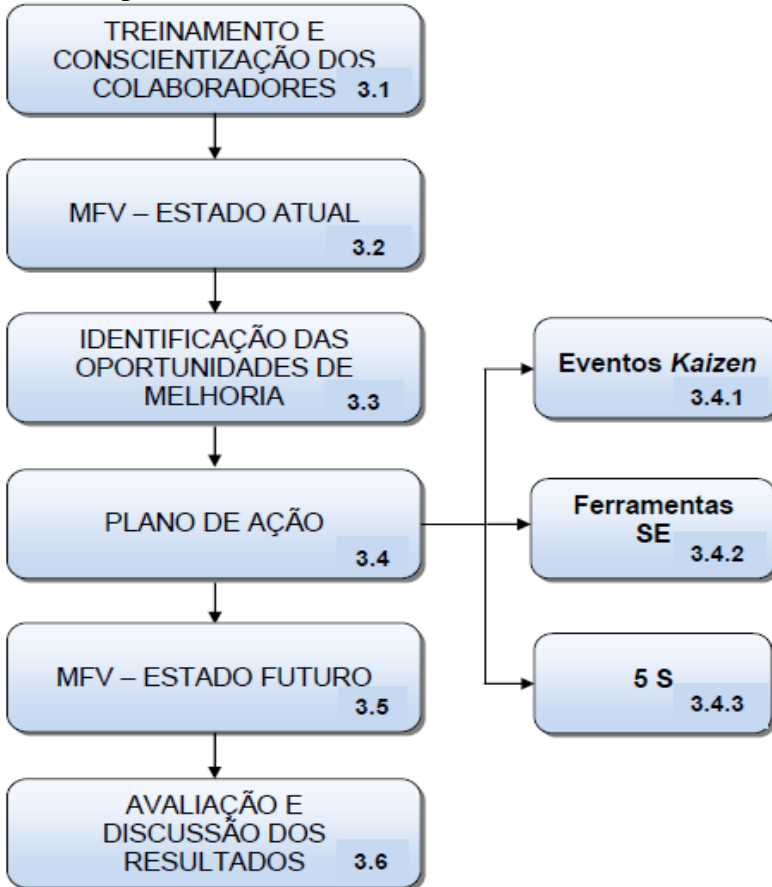 TREINAMENTO E
CONSCIENTIZAÇÃO DOS
COLABORADORES 3.1
MFV – ESTADO ATUAL
3.2
IDENTIFICAÇÃO DAS
OPORTUNIDADES DE
MELHORIA 3.3
PLANO DE AÇÃO
3.4
Eventos Kaizen
3.4.1
Ferramentas
SE
3.4.2
5 S
3.4.3
MFV – ESTADO FUTURO
3.5
AVALIAÇÃO E
DISCUSSÃO DOS
RESULTADOS 3.6